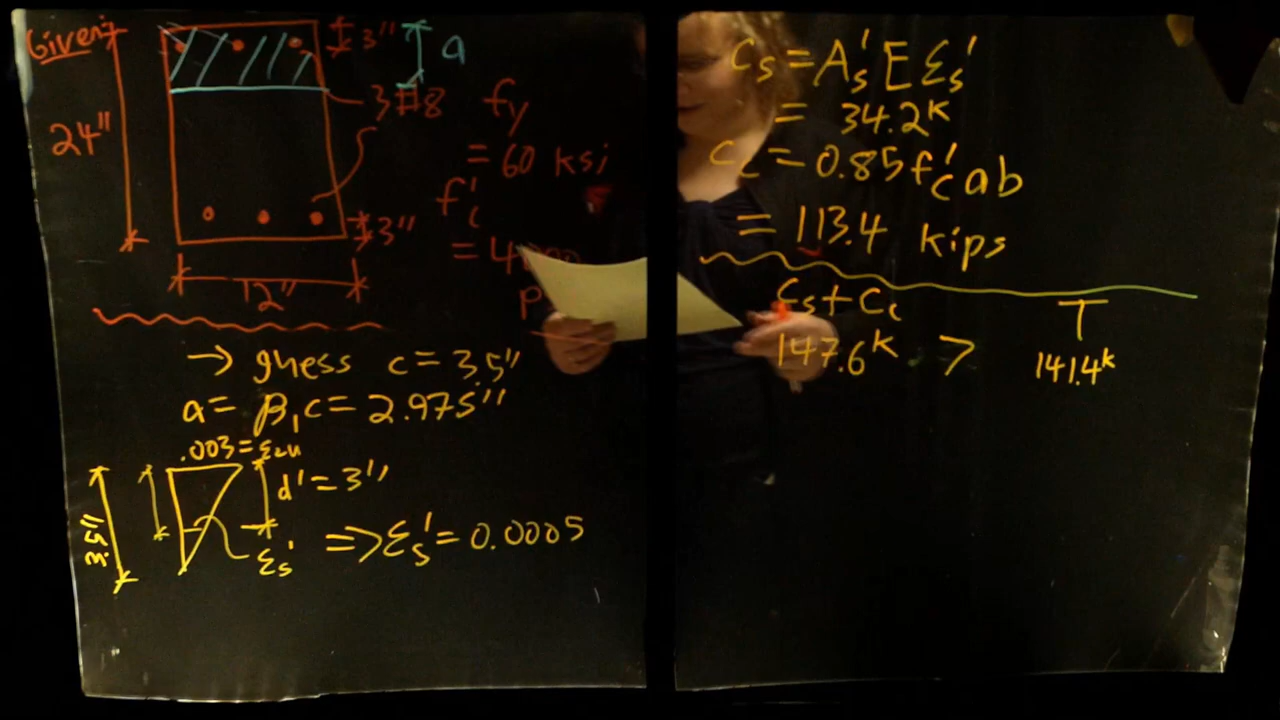 Given:
3"
a
24"
3#8
fy
= 60 ksi
f'c
= 4000
P
3"
12"
→ guess c = 3.5"
a = β₁c = 2.975"
.003 = εcu
d' = 3"
3.5"
εs'
⇒ εs' = 0.0005
Cs = A's E εs'
= 34.2k
Cc = 0.85f'c ab
= 113.4 kips
Cs + Cc T
147.6k > 141.4k